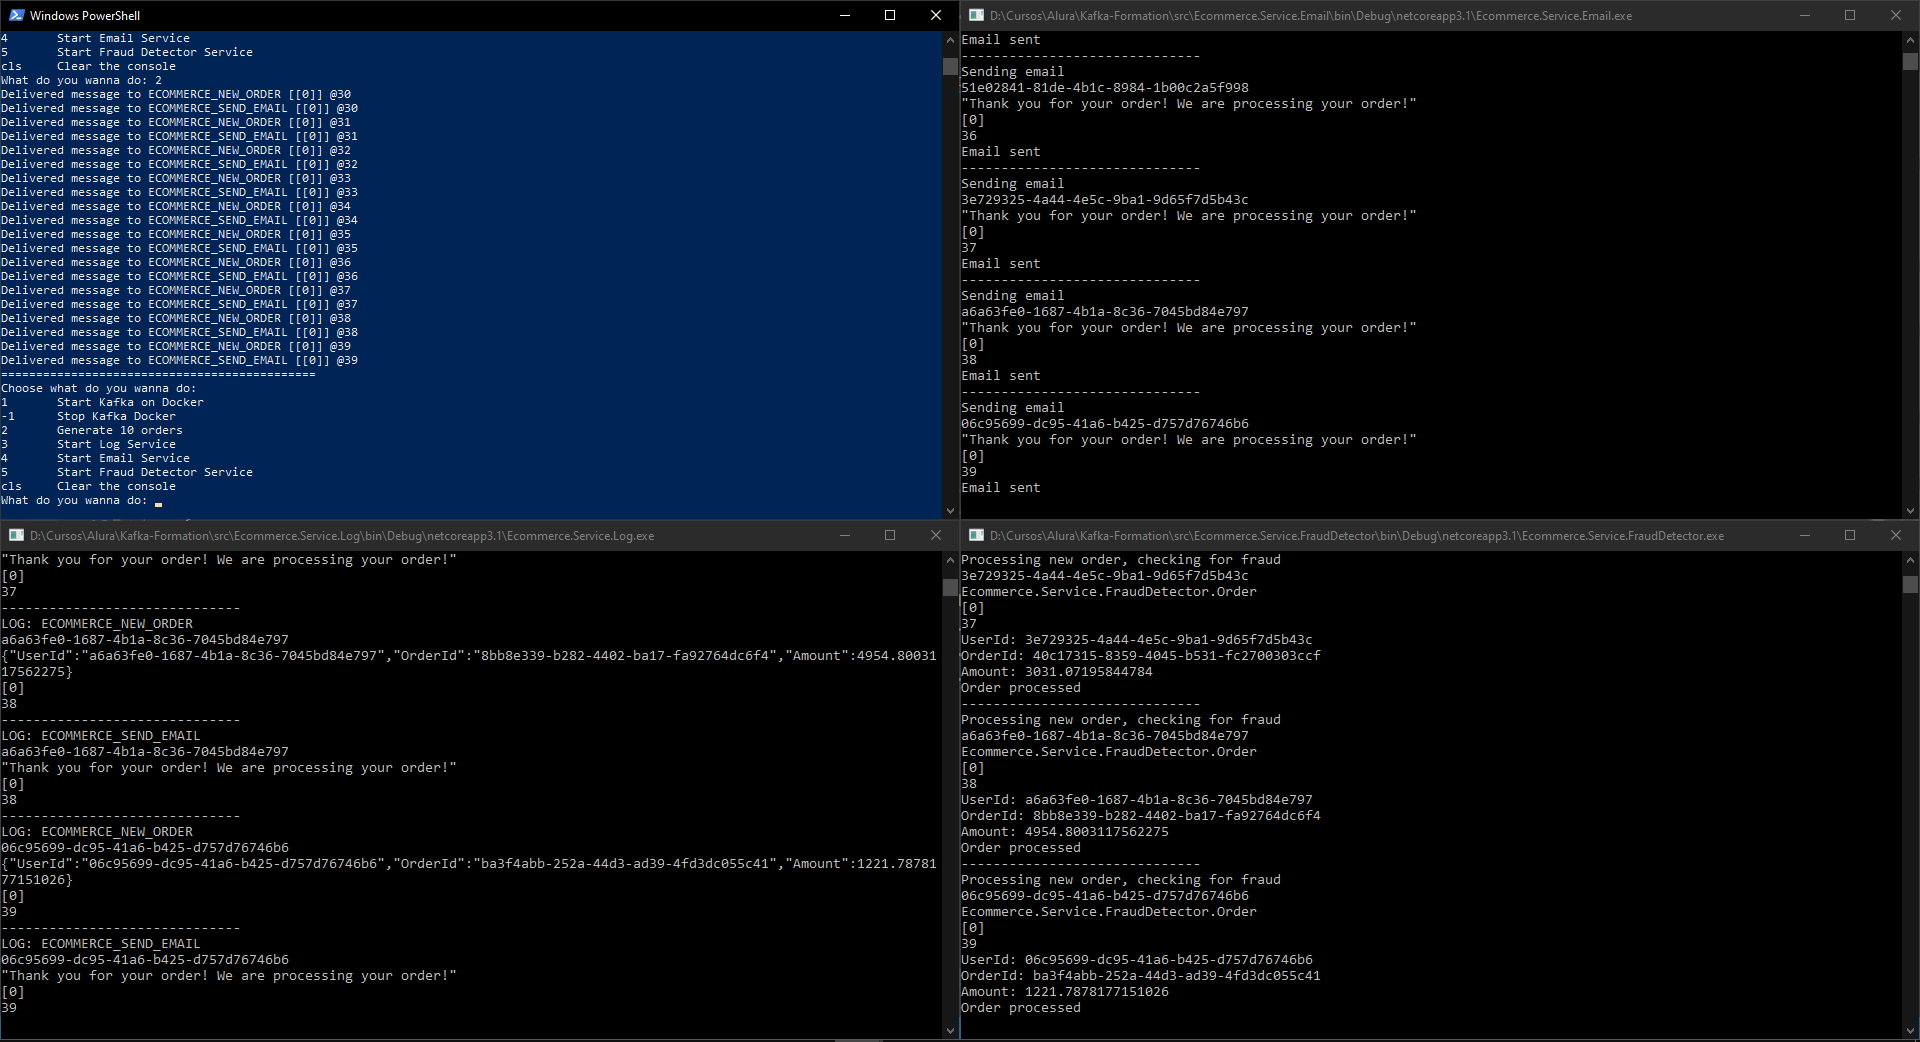 Windows PowerShell
4 Start Email Service
5 Start Fraud Detector Service
cls Clear the console
What do you wanna do: 2
Delivered message to ECOMMERCE_NEW_ORDER [[0]] @30
Delivered message to ECOMMERCE_SEND_EMAIL [[0]] @30
Delivered message to ECOMMERCE_NEW_ORDER [[0]] @31
Delivered message to ECOMMERCE_SEND_EMAIL [[0]] @31
Delivered message to ECOMMERCE_NEW_ORDER [[0]] @32
Delivered message to ECOMMERCE_SEND_EMAIL [[0]] @32
Delivered message to ECOMMERCE_NEW_ORDER [[0]] @33
Delivered message to ECOMMERCE_SEND_EMAIL [[0]] @33
Delivered message to ECOMMERCE_NEW_ORDER [[0]] @34
Delivered message to ECOMMERCE_SEND_EMAIL [[0]] @34
Delivered message to ECOMMERCE_NEW_ORDER [[0]] @35
Delivered message to ECOMMERCE_SEND_EMAIL [[0]] @35
Delivered message to ECOMMERCE_NEW_ORDER [[0]] @36
Delivered message to ECOMMERCE_SEND_EMAIL [[0]] @36
Delivered message to ECOMMERCE_NEW_ORDER [[0]] @37
Delivered message to ECOMMERCE_SEND_EMAIL [[0]] @37
Delivered message to ECOMMERCE_NEW_ORDER [[0]] @38
Delivered message to ECOMMERCE_SEND_EMAIL [[0]] @38
Delivered message to ECOMMERCE_NEW_ORDER [[0]] @39
Delivered message to ECOMMERCE_SEND_EMAIL [[0]] @39
=============================================
Choose what do you wanna do:
1 Start Kafka on Docker
-1 Stop Kafka Docker
2 Generate 10 orders
3 Start Log Service
4 Start Email Service
5 Start Fraud Detector Service
cls Clear the console
What do you wanna do: _
D:\Cursos\Alura\Kafka-Formation\src\Ecommerce.Service.Email\bin\Debug\netcoreapp3.1\Ecommerce.Service.Email.exe
Email sent
------------------------------
Sending email
51e02841-81de-4b1c-8984-1b00c2a5f998
"Thank you for your order! We are processing your order!"
[0]
36
Email sent
------------------------------
Sending email
3e729325-4a44-4e5c-9ba1-9d65f7d5b43c
"Thank you for your order! We are processing your order!"
[0]
37
Email sent
------------------------------
Sending email
a6a63fe0-1687-4b1a-8c36-7045bd84e797
"Thank you for your order! We are processing your order!"
[0]
38
Email sent
------------------------------
Sending email
06c95699-dc95-41a6-b425-d757d76746b6
"Thank you for your order! We are processing your order!"
[0]
39
Email sent
D:\Cursos\Alura\Kafka-Formation\src\Ecommerce.Service.Log\bin\Debug\netcoreapp3.1\Ecommerce.Service.Log.exe
"Thank you for your order! We are processing your order!"
[0]
37
------------------------------
LOG: ECOMMERCE_NEW_ORDER
a6a63fe0-1687-4b1a-8c36-7045bd84e797
{"UserId":"a6a63fe0-1687-4b1a-8c36-7045bd84e797","OrderId":"8bb8e339-b282-4402-ba17-fa92764dc6f4","Amount":4954.80031
17562275}
[0]
38
------------------------------
LOG: ECOMMERCE_SEND_EMAIL
a6a63fe0-1687-4b1a-8c36-7045bd84e797
"Thank you for your order! We are processing your order!"
[0]
38
------------------------------
LOG: ECOMMERCE_NEW_ORDER
06c95699-dc95-41a6-b425-d757d76746b6
{"UserId":"06c95699-dc95-41a6-b425-d757d76746b6","OrderId":"ba3f4abb-252a-44d3-ad39-4fd3dc055c41","Amount":1221.78781
77151026}
[0]
39
------------------------------
LOG: ECOMMERCE_SEND_EMAIL
06c95699-dc95-41a6-b425-d757d76746b6
"Thank you for your order! We are processing your order!"
[0]
39
D:\Cursos\Alura\Kafka-Formation\src\Ecommerce.Service.FraudDetector\bin\Debug\netcoreapp3.1\Ecommerce.Service.FraudDetector.exe
Processing new order, checking for fraud
3e729325-4a44-4e5c-9ba1-9d65f7d5b43c
Ecommerce.Service.FraudDetector.Order
[0]
37
UserId: 3e729325-4a44-4e5c-9ba1-9d65f7d5b43c
OrderId: 40c17315-8359-4045-b531-fc2700303ccf
Amount: 3031.07195844784
Order processed
------------------------------
Processing new order, checking for fraud
a6a63fe0-1687-4b1a-8c36-7045bd84e797
Ecommerce.Service.FraudDetector.Order
[0]
38
UserId: a6a63fe0-1687-4b1a-8c36-7045bd84e797
OrderId: 8bb8e339-b282-4402-ba17-fa92764dc6f4
Amount: 4954.8003117562275
Order processed
------------------------------
Processing new order, checking for fraud
06c95699-dc95-41a6-b425-d757d76746b6
Ecommerce.Service.FraudDetector.Order
[0]
39
UserId: 06c95699-dc95-41a6-b425-d757d76746b6
OrderId: ba3f4abb-252a-44d3-ad39-4fd3dc055c41
Amount: 1221.7878177151026
Order processed